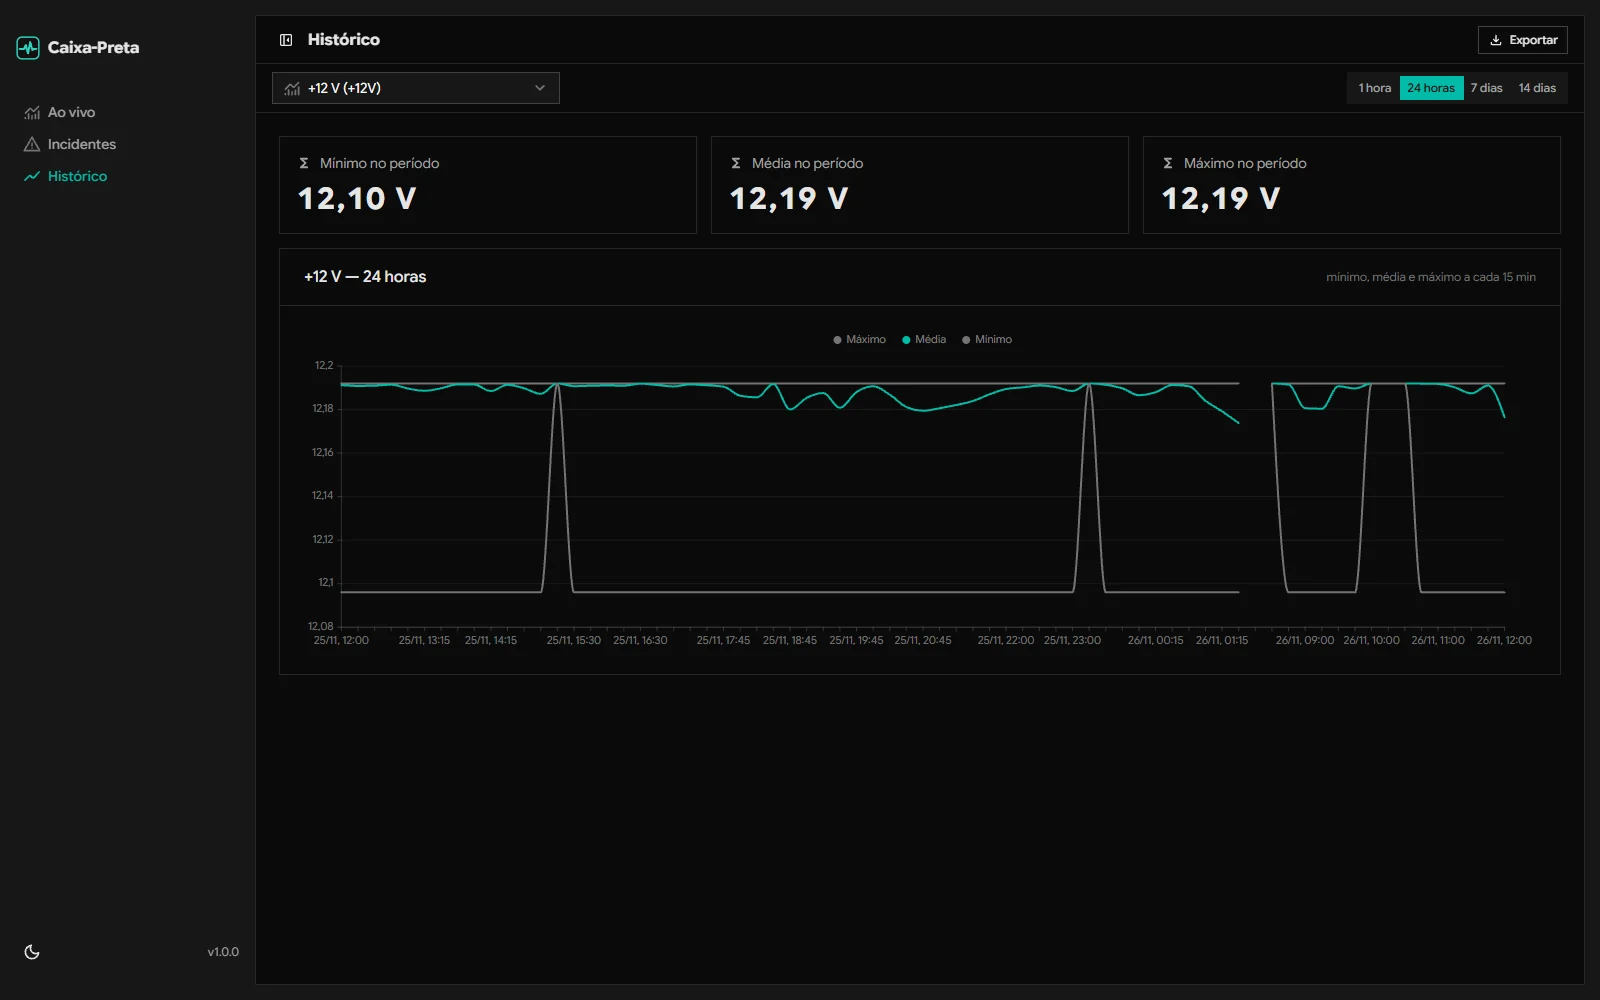 Caixa-Preta
Ao vivo
Incidentes
Histórico
v1.0.0
Histórico
Exportar
+12 V (+12V)
1 hora
24 horas
7 dias
14 dias
Mínimo no período
12,10 V
Média no período
12,19 V
Máximo no período
12,19 V
+12 V — 24 horas
mínimo, média e máximo a cada 15 min
Máximo
Média
Mínimo
12,2
12,18
12,16
12,14
12,12
12,1
12,08
25/11, 12:00
25/11, 13:15
25/11, 14:15
25/11, 15:30
25/11, 16:30
25/11, 17:45
25/11, 18:45
25/11, 19:45
25/11, 20:45
25/11, 22:00
25/11, 23:00
26/11, 00:15
26/11, 01:15
26/11, 09:00
26/11, 10:00
26/11, 11:00
26/11, 12:00